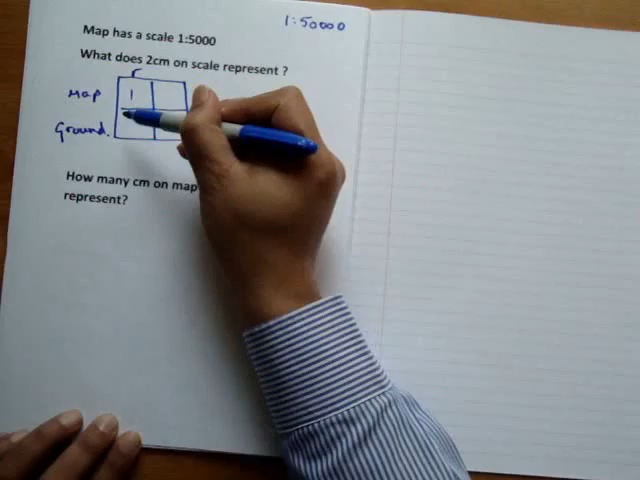 1:50000
Map has a scale 1:5000
What does 2cm on scale represent ?
Map 1
Ground.
How many cm on map
represent?